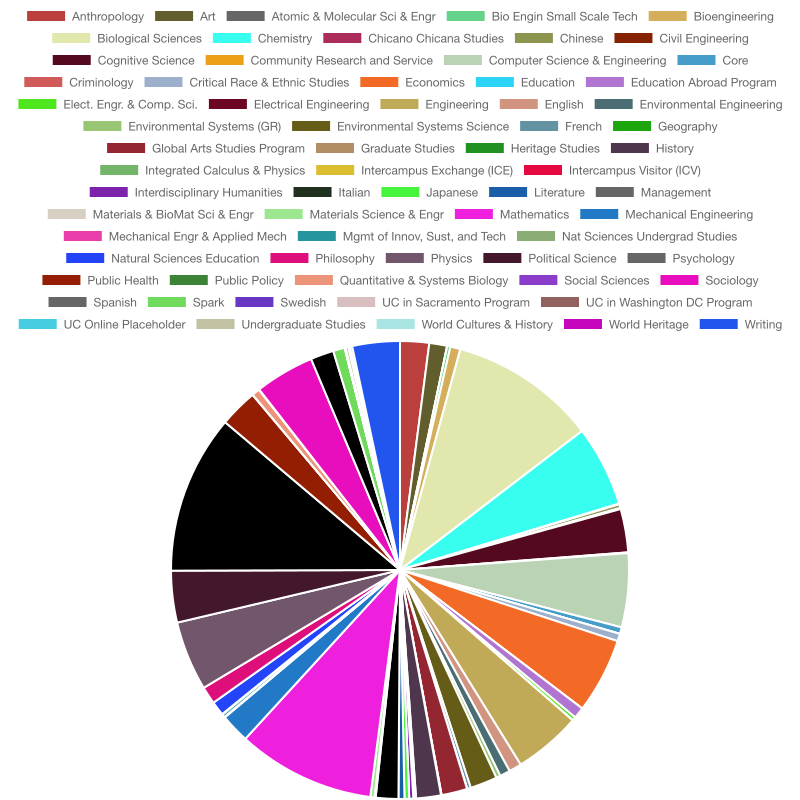 Anthropology Art Atomic & Molecular Sci & Engr Bio Engin Small Scale Tech Bioengineering
Biological Sciences Chemistry Chicano Chicana Studies Chinese Civil Engineering
Cognitive Science Community Research and Service Computer Science & Engineering Core
Criminology Critical Race & Ethnic Studies Economics Education Education Abroad Program
Elect. Engr. & Comp. Sci. Electrical Engineering Engineering English Environmental Engineering
Environmental Systems (GR) Environmental Systems Science French Geography
Global Arts Studies Program Graduate Studies Heritage Studies History
Integrated Calculus & Physics Intercampus Exchange (ICE) Intercampus Visitor (ICV)
Interdisciplinary Humanities Italian Japanese Literature Management
Materials & BioMat Sci & Engr Materials Science & Engr Mathematics Mechanical Engineering
Mechanical Engr & Applied Mech Mgmt of Innov, Sust, and Tech Nat Sciences Undergrad Studies
Natural Sciences Education Philosophy Physics Political Science Psychology
Public Health Public Policy Quantitative & Systems Biology Social Sciences Sociology
Spanish Spark Swedish UC in Sacramento Program UC in Washington DC Program
UC Online Placeholder Undergraduate Studies World Cultures & History World Heritage Writing